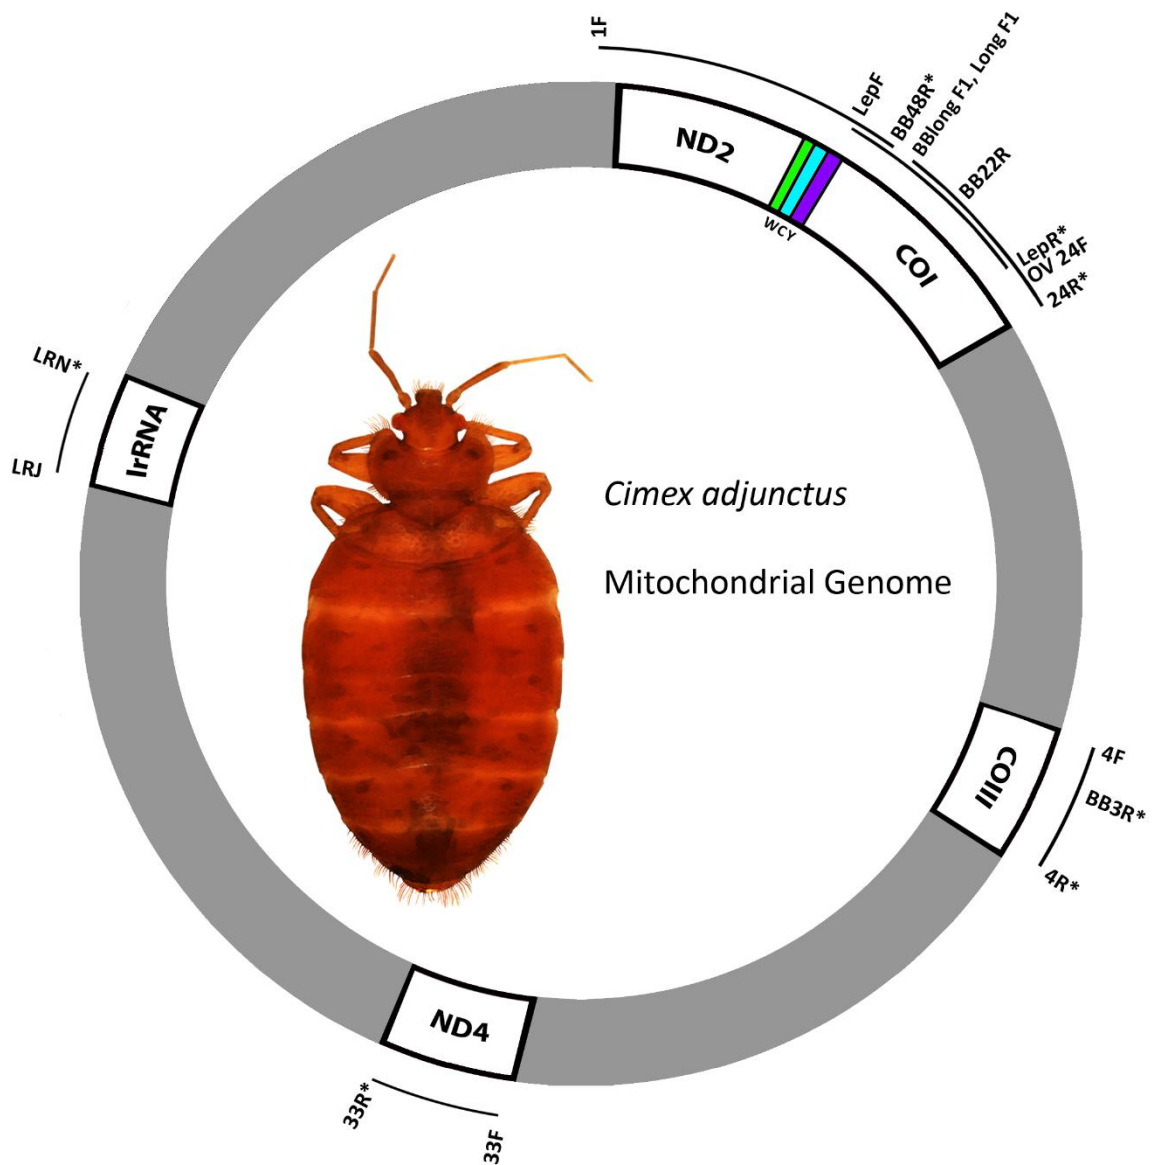 1F
LepF
BB48R*
BBlong F1, Long F1
BB22R
LepR*
OV 24F
24R*
ND2
WCY
COI
LRN*
LRJ
lrRNA
Cimex adjunctus
Mitochondrial Genome
COIII
4F
BB3R*
4R*
ND4
33R*
33F